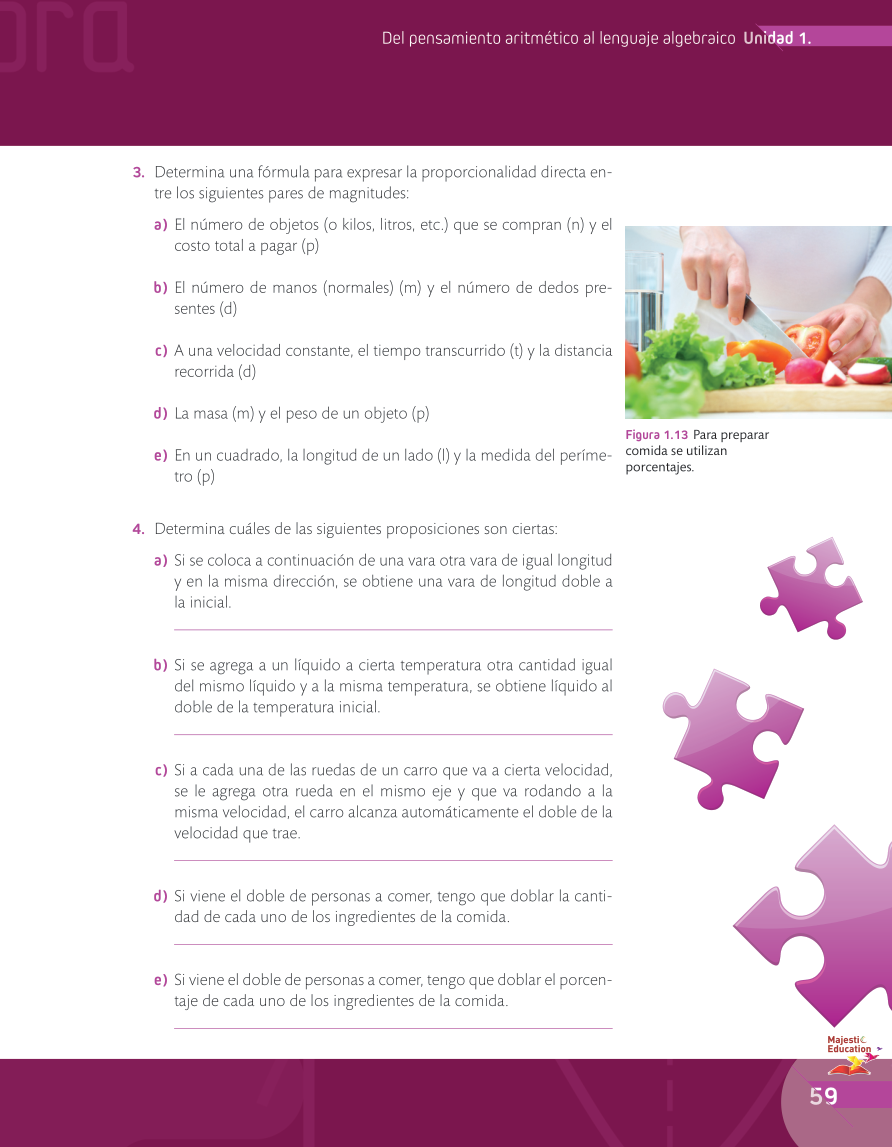 bra
Del pensamiento aritmético al lenguaje algebraico Unidad 1.
3. Determina una fórmula para expresar la proporcionalidad directa en-
tre los siguientes pares de magnitudes:
a) El número de objetos (o kilos, litros, etc.) que se compran (n) y el
costo total a pagar (p)
b) El número de manos (normales) (m) y el número de dedos pre-
sentes (d)
c) A una velocidad constante, el tiempo transcurrido (t) y la distancia
recorrida (d)
d) La masa (m) y el peso de un objeto (p)
e) En un cuadrado, la longitud de un lado (l) y la medida del períme-
tro (p)
Figura 1.13 Para preparar
comida se utilizan
porcentajes.
4. Determina cuáles de las siguientes proposiciones son ciertas:
a) Si se coloca a continuación de una vara otra vara de igual longitud
y en la misma dirección, se obtiene una vara de longitud doble a
la inicial.
b) Si se agrega a un líquido a cierta temperatura otra cantidad igual
del mismo líquido y a la misma temperatura, se obtiene líquido al
doble de la temperatura inicial.
c) Si a cada una de las ruedas de un carro que va a cierta velocidad,
se le agrega otra rueda en el mismo eje y que va rodando a la
misma velocidad, el carro alcanza automáticamente el doble de la
velocidad que trae.
d) Si viene el doble de personas a comer, tengo que doblar la canti-
dad de cada uno de los ingredientes de la comida.
e) Si viene el doble de personas a comer, tengo que doblar el porcen-
taje de cada uno de los ingredientes de la comida.
Majestic
Education
59